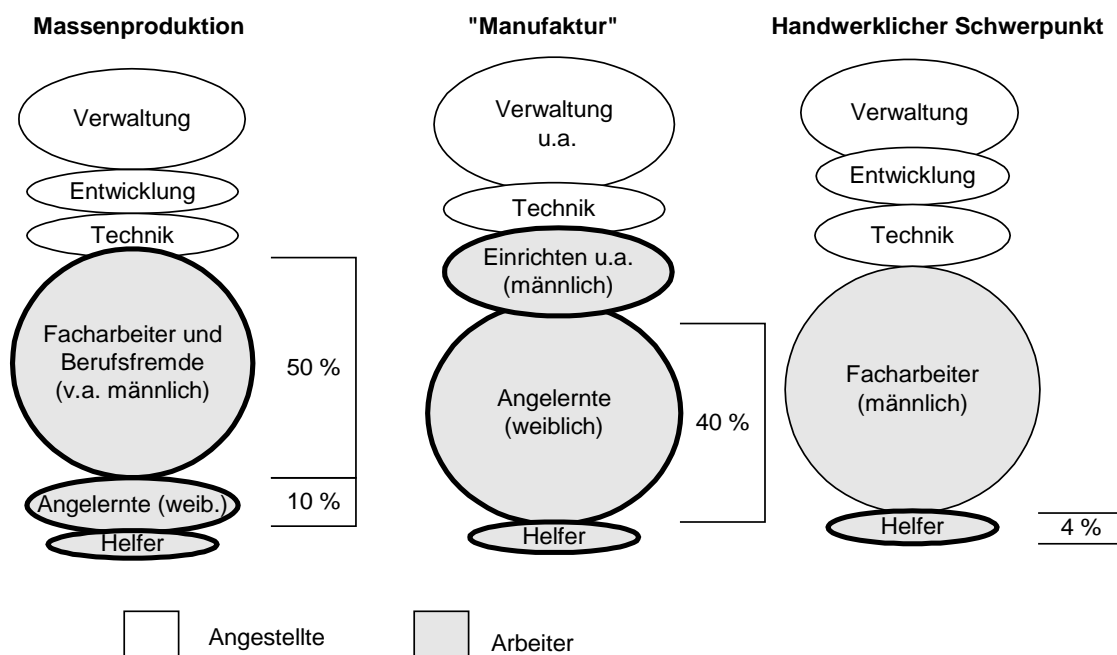 Massenproduktion
Verwaltung
Entwicklung
Technik
Facharbeiter und
Berufsfremde
(v.a. männlich)
50 %
Angelernte (weib.)
10 %
Helfer
"Manufaktur"
Verwaltung
u.a.
Technik
Einrichten u.a.
(männlich)
Angelernte
(weiblich)
40 %
Helfer
Handwerklicher Schwerpunkt
Verwaltung
Entwicklung
Technik
Facharbeiter
(männlich)
Helfer
4 %
Angestellte
Arbeiter